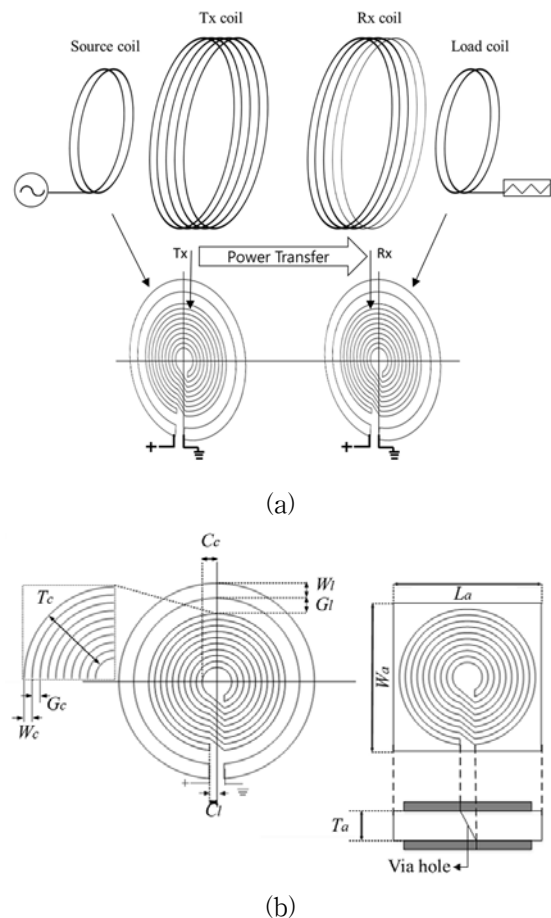 Tx coil
Rx coil
Source coil
Load coil
Tx
Power Transfer
Rx
+
+
(a)
Cc
Wl
Gl
Tc
Gc
Wc
+
Cl
La
Wa
Ta
Via hole
(b)